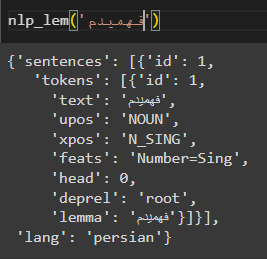 nlp_lem('فهمیدم')
{'sentences': [{'id': 1,
'tokens': [{'id': 1,
'text': 'فهمیدم',
'upos': 'NOUN',
'xpos': 'N_SING',
'feats': 'Number=Sing',
'head': 0,
'deprel': 'root',
'lemma': 'فهمیدم'}]}],
'lang': 'persian'}